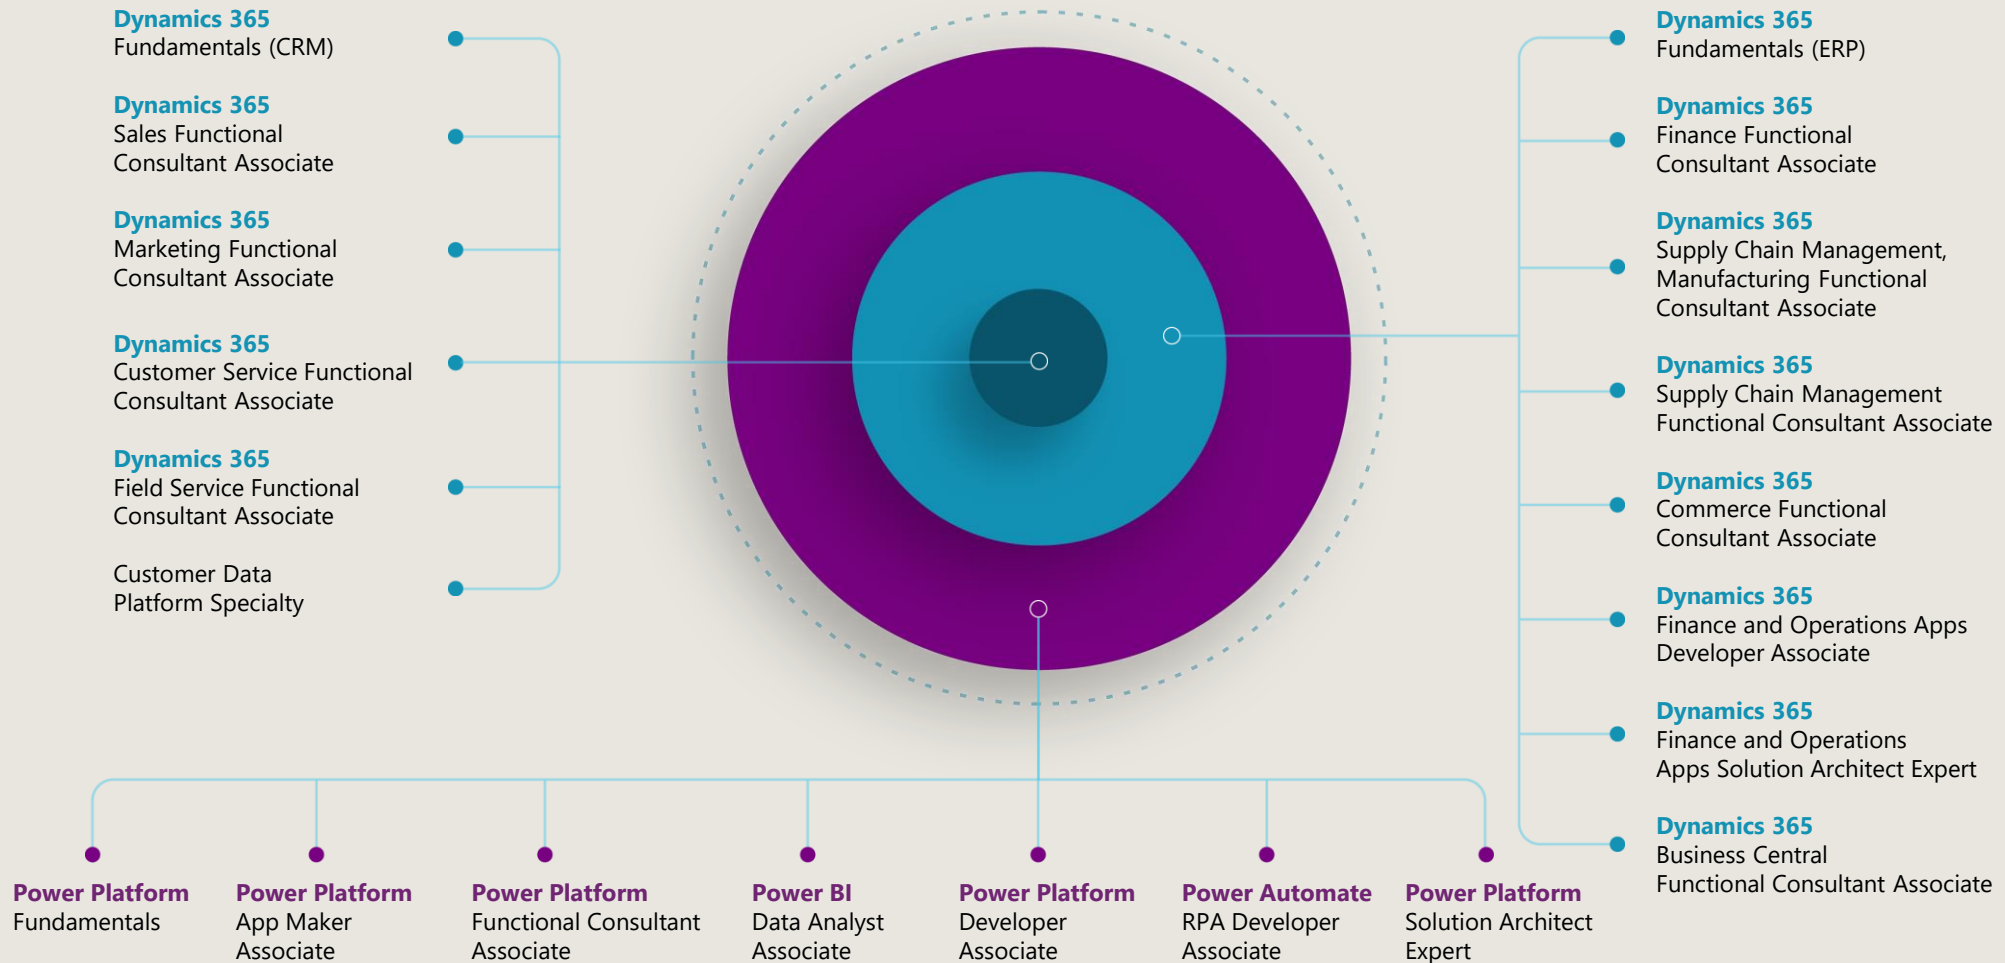 Dynamics 365
Fundamentals (CRM)
Dynamics 365
Sales Functional
Consultant Associate
Dynamics 365
Marketing Functional
Consultant Associate
Dynamics 365
Customer Service Functional
Consultant Associate
Dynamics 365
Field Service Functional
Consultant Associate
Customer Data
Platform Specialty
Dynamics 365
Fundamentals (ERP)
Dynamics 365
Finance Functional
Consultant Associate
Dynamics 365
Supply Chain Management,
Manufacturing Functional
Consultant Associate
Dynamics 365
Supply Chain Management
Functional Consultant Associate
Dynamics 365
Commerce Functional
Consultant Associate
Dynamics 365
Finance and Operations Apps
Developer Associate
Dynamics 365
Finance and Operations
Apps Solution Architect Expert
Dynamics 365
Business Central
Functional Consultant Associate
Power Platform
Fundamentals
Power Platform
App Maker
Associate
Power Platform
Functional Consultant
Associate
Power BI
Data Analyst
Associate
Power Platform
Developer
Associate
Power Automate
RPA Developer
Associate
Power Platform
Solution Architect
Expert